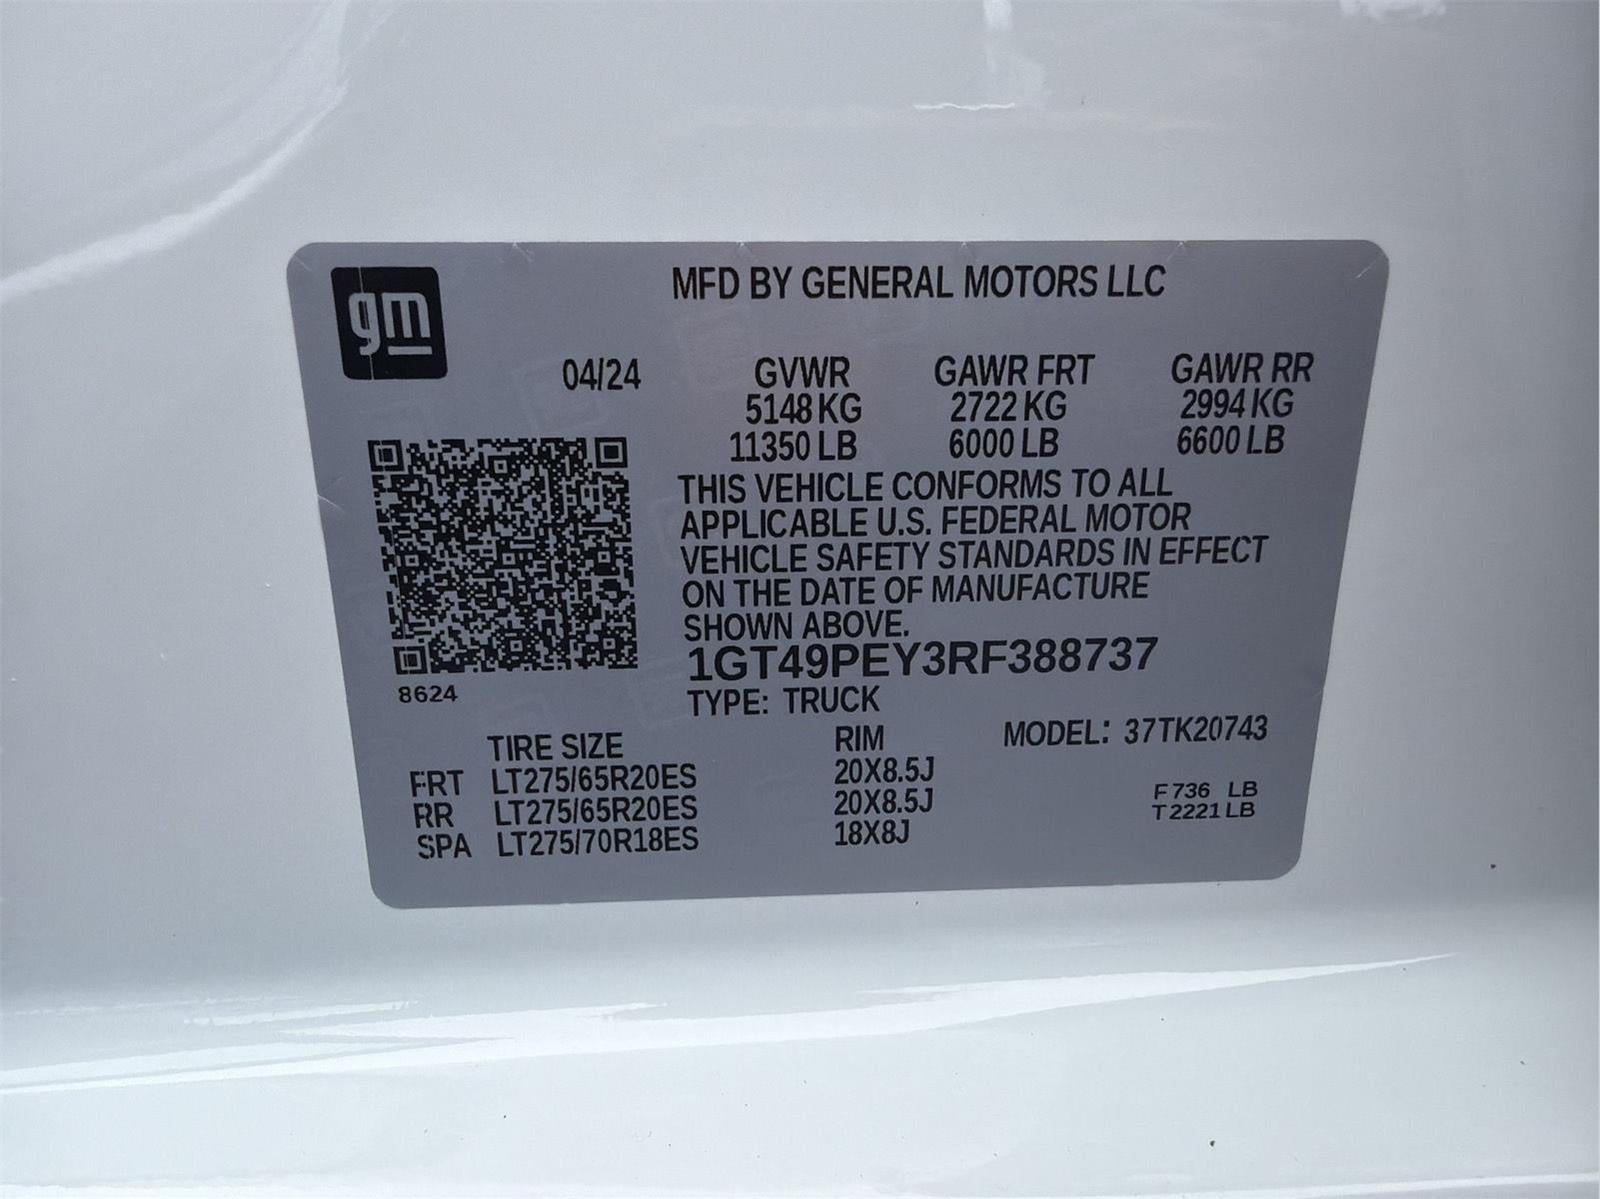 gm
MFD BY GENERAL MOTORS LLC
04/24 GVWR GAWR FRT GAWR RR
5148 KG 2722 KG 2994 KG
11350 LB 6000 LB 6600 LB
THIS VEHICLE CONFORMS TO ALL
APPLICABLE U.S. FEDERAL MOTOR
VEHICLE SAFETY STANDARDS IN EFFECT
ON THE DATE OF MANUFACTURE
SHOWN ABOVE.
1GT49PEY3RF388737
8624
TYPE: TRUCK
TIRE SIZE RIM MODEL: 37TK20743
FRT LT275/65R20ES 20X8.5J
RR LT275/65R20ES 20X8.5J
SPA LT275/70R18ES 18X8J
F 736 LB
T 2221 LB